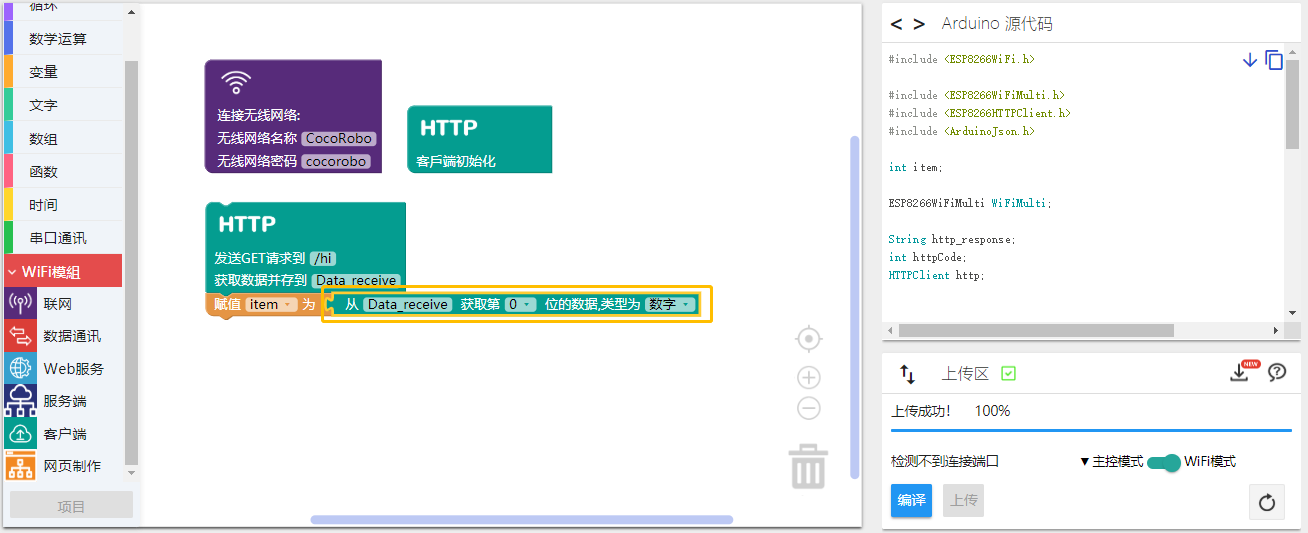 循环
数学运算
变量
文字
数组
函数
时间
串口通讯
WiFi模组
联网
数据通讯
Web服务
服务端
客户端
网页制作
项目
连接无线网络:
无线网络名称 CocoRobo
无线网络密码 cocorobo
HTTP
客戶端初始化
HTTP
发送GET请求到 /hi
获取数据并存到 Data_receive
赋值 item 为 从 Data_receive 获取第 0 位的数据,类型为 数字
< > Arduino 源代码
#include <ESP8266WiFi.h>
#include <ESP8266WiFiMulti.h>
#include <ESP8266HTTPClient.h>
#include <ArduinoJson.h>
int item;
ESP8266WiFiMulti WiFiMulti;
String http_response;
int httpCode;
HTTPClient http;
上传区
NEW
上传成功! 100%
检测不到连接端口 ▼主控模式 WiFi模式
编译 上传